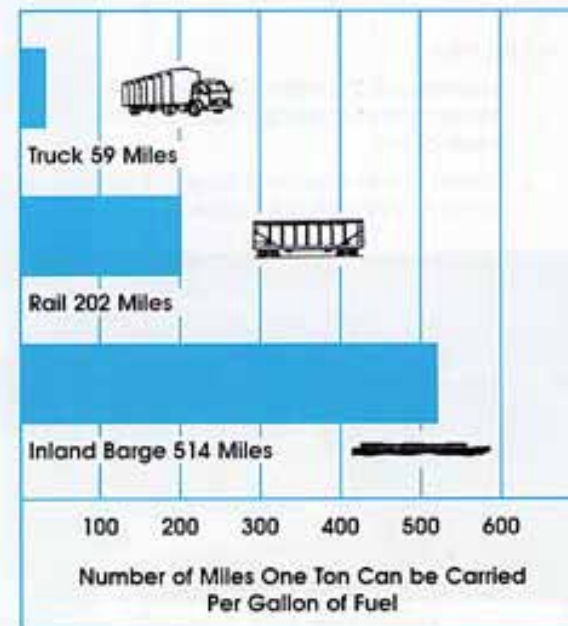 Truck 59 Miles
Rail 202 Miles
Inland Barge 514 Miles
100 200 300 400 500 600
Number of Miles One Ton Can be Carried
Per Gallon of Fuel